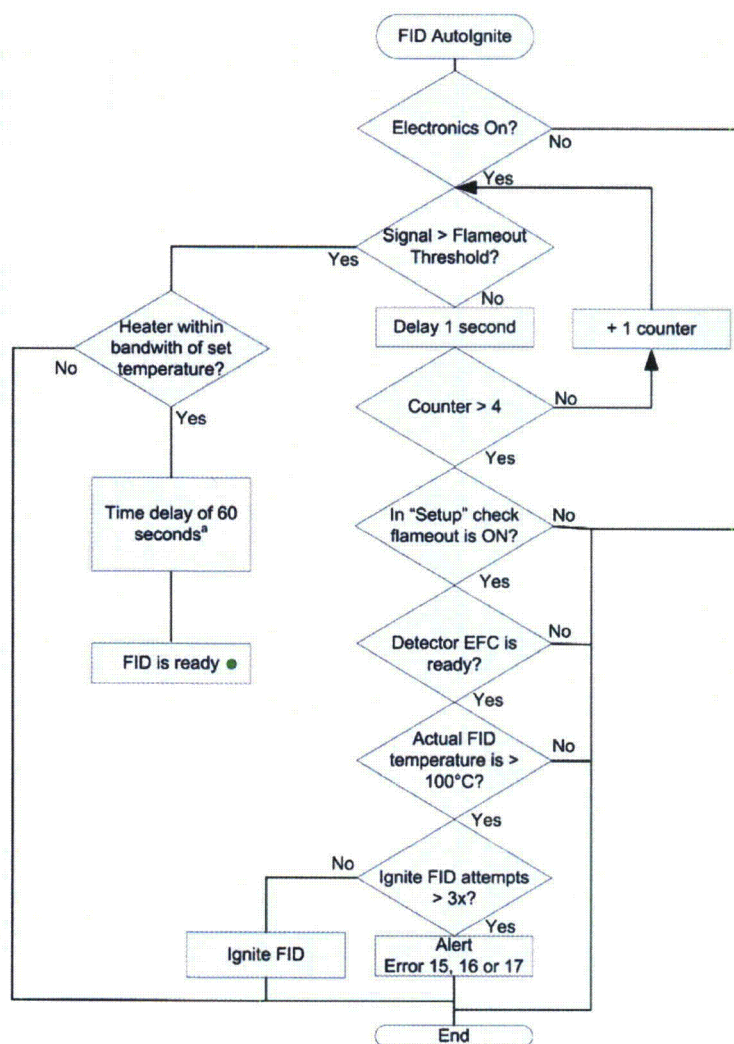 FID AutoIgnite
Electronics On?
No
Yes
Signal > Flameout
Threshold?
Yes
No
Delay 1 second
+ 1 counter
Heater within
bandwith of set
temperature?
No
Yes
Counter > 4
No
Yes
Time delay of 60
secondsª
In "Setup" check
flameout is ON?
No
Yes
FID is ready
Detector EFC is
ready?
No
Yes
Actual FID
temperature is >
100°C?
No
Yes
Ignite FID attempts
> 3x?
No
Yes
Ignite FID
Alert
Error 15, 16 or 17
End